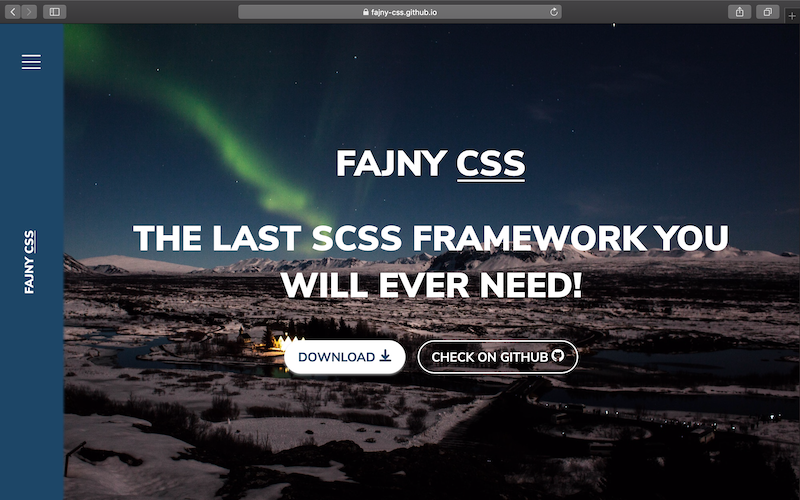 fajny-css.github.io
FAJNY CSS
FAJNY CSS
THE LAST SCSS FRAMEWORK YOU
WILL EVER NEED!
DOWNLOAD
CHECK ON GITHUB